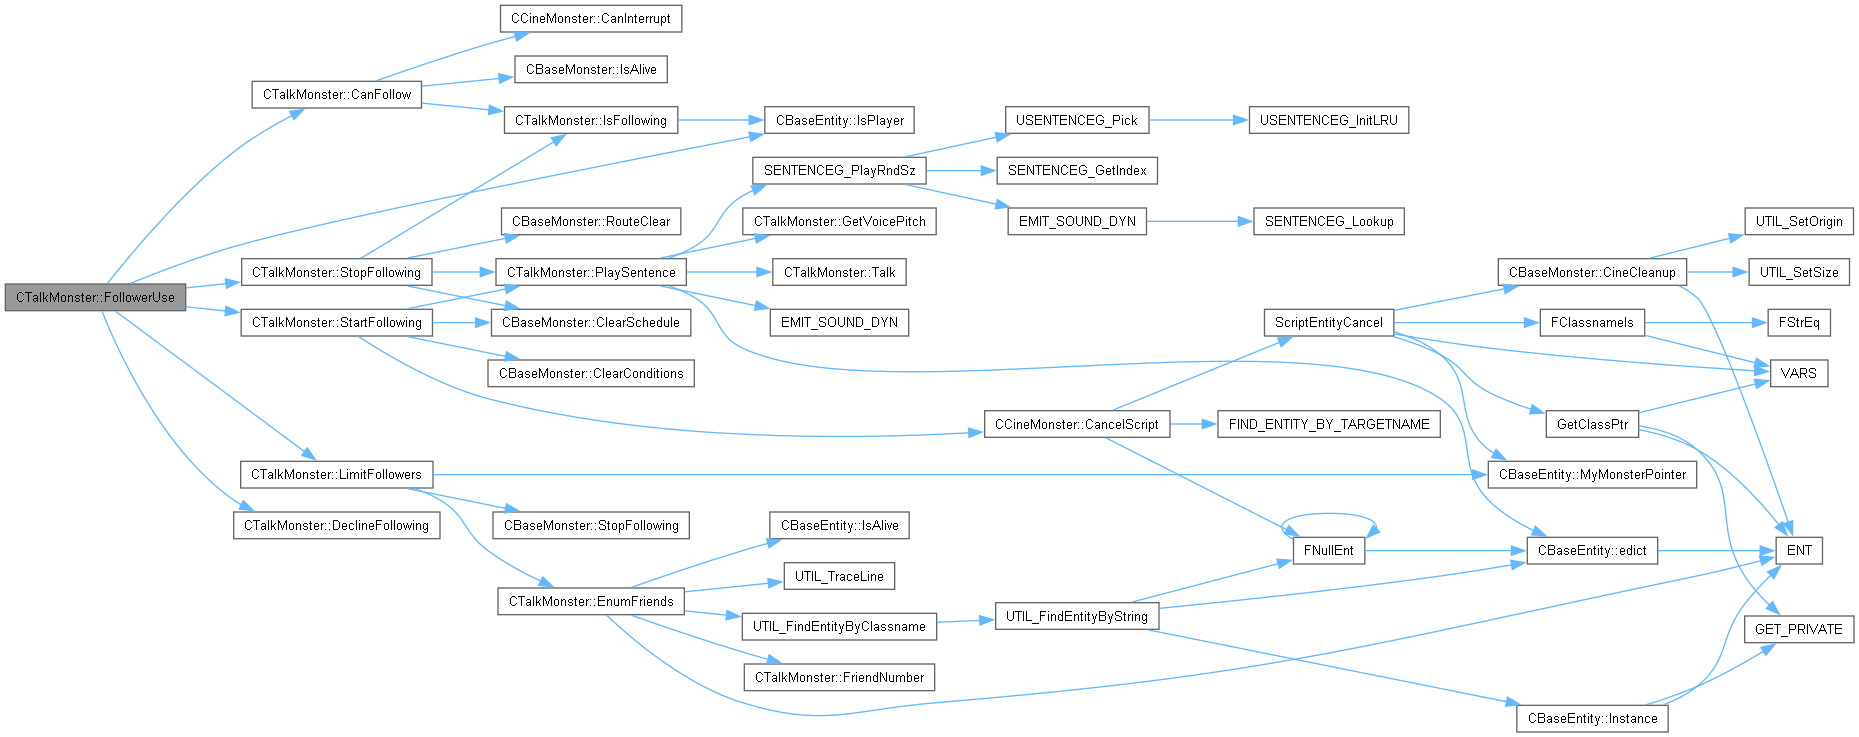 CTalkMonster::FollowerUse
CTalkMonster::CanFollow
CTalkMonster::StopFollowing
CTalkMonster::StartFollowing
CTalkMonster::LimitFollowers
CTalkMonster::DeclineFollowing
CCineMonster::CanInterrupt
CBaseMonster::IsAlive
CTalkMonster::IsFollowing
CBaseMonster::RouteClear
CTalkMonster::PlaySentence
CBaseMonster::ClearSchedule
CBaseMonster::ClearConditions
CBaseMonster::StopFollowing
CTalkMonster::EnumFriends
CBaseEntity::IsPlayer
SENTENCEG_PlayRndSz
CTalkMonster::GetVoicePitch
CTalkMonster::Talk
EMIT_SOUND_DYN
CBaseEntity::IsAlive
UTIL_TraceLine
UTIL_FindEntityByClassname
CTalkMonster::FriendNumber
USENTENCEG_Pick
SENTENCEG_GetIndex
EMIT_SOUND_DYN
CCineMonster::CancelScript
UTIL_FindEntityByString
USENTENCEG_InitLRU
SENTENCEG_Lookup
ScriptEntityCancel
FIND_ENTITY_BY_TARGETNAME
FNullEnt
CBaseMonster::CineCleanup
FClassnameIs
GetClassPtr
CBaseEntity::MyMonsterPointer
CBaseEntity::edict
CBaseEntity::Instance
UTIL_SetOrigin
UTIL_SetSize
FStrEq
VARS
ENT
GET_PRIVATE